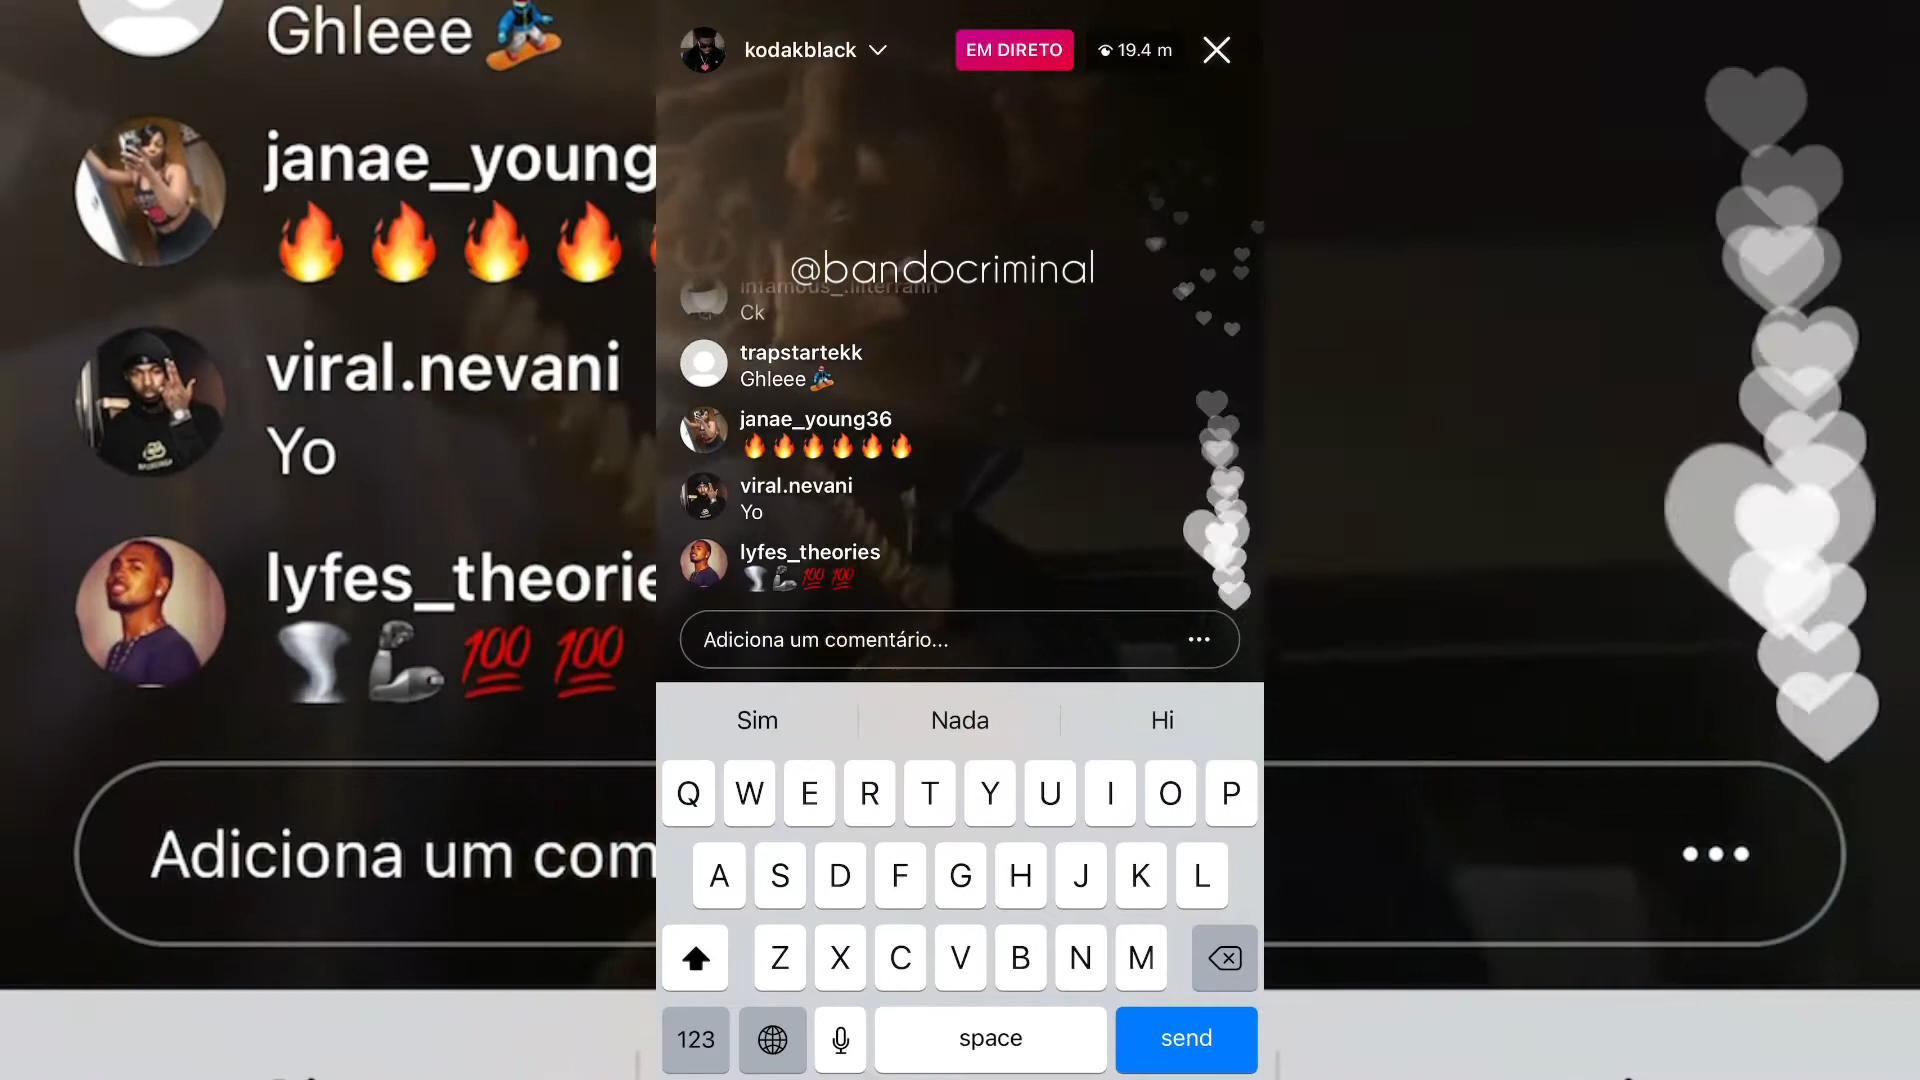 Ghleee
janae_young
viral.nevani
Yo
lyfes_theorie
100 100
Adiciona um com
kodakblack
EM DIRETO
19.4 m
@bandocriminal
Ck
trapstartekk
Ghleee
janae_young36
viral.nevani
Yo
lyfes_theories
100 100
Adiciona um comentário...
Sim Nada Hi
Q W E R T Y U I O P
A S D F G H J K L
Z X C V B N M
123 space send